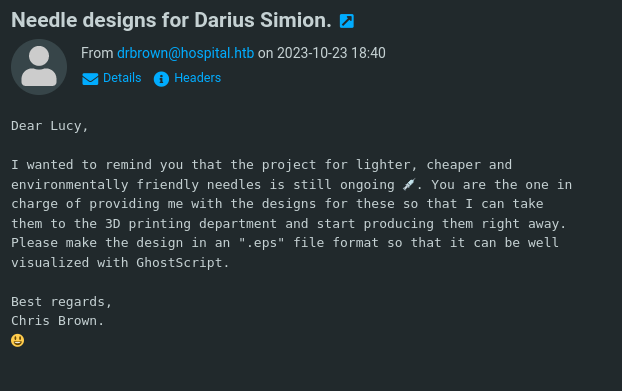 Needle designs for Darius Simion.
From drbrown@hospital.htb on 2023-10-23 18:40
Details Headers
Dear Lucy,
I wanted to remind you that the project for lighter, cheaper and
environmentally friendly needles is still ongoing 💉. You are the one in
charge of providing me with the designs for these so that I can take
them to the 3D printing department and start producing them right away.
Please make the design in an ".eps" file format so that it can be well
visualized with GhostScript.
Best regards,
Chris Brown.
😃